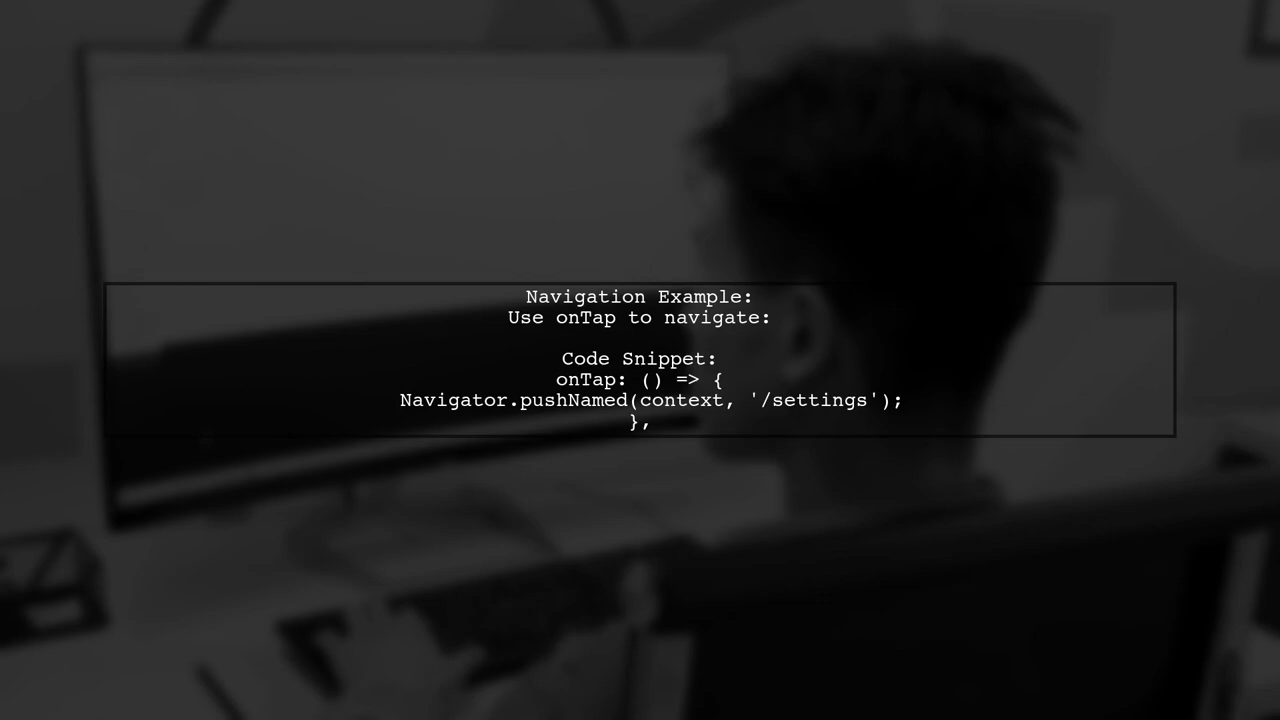 Navigation Example:
Use onTap to navigate:
Code Snippet:
onTap: () => {
Navigator.pushNamed(context, '/settings');
},